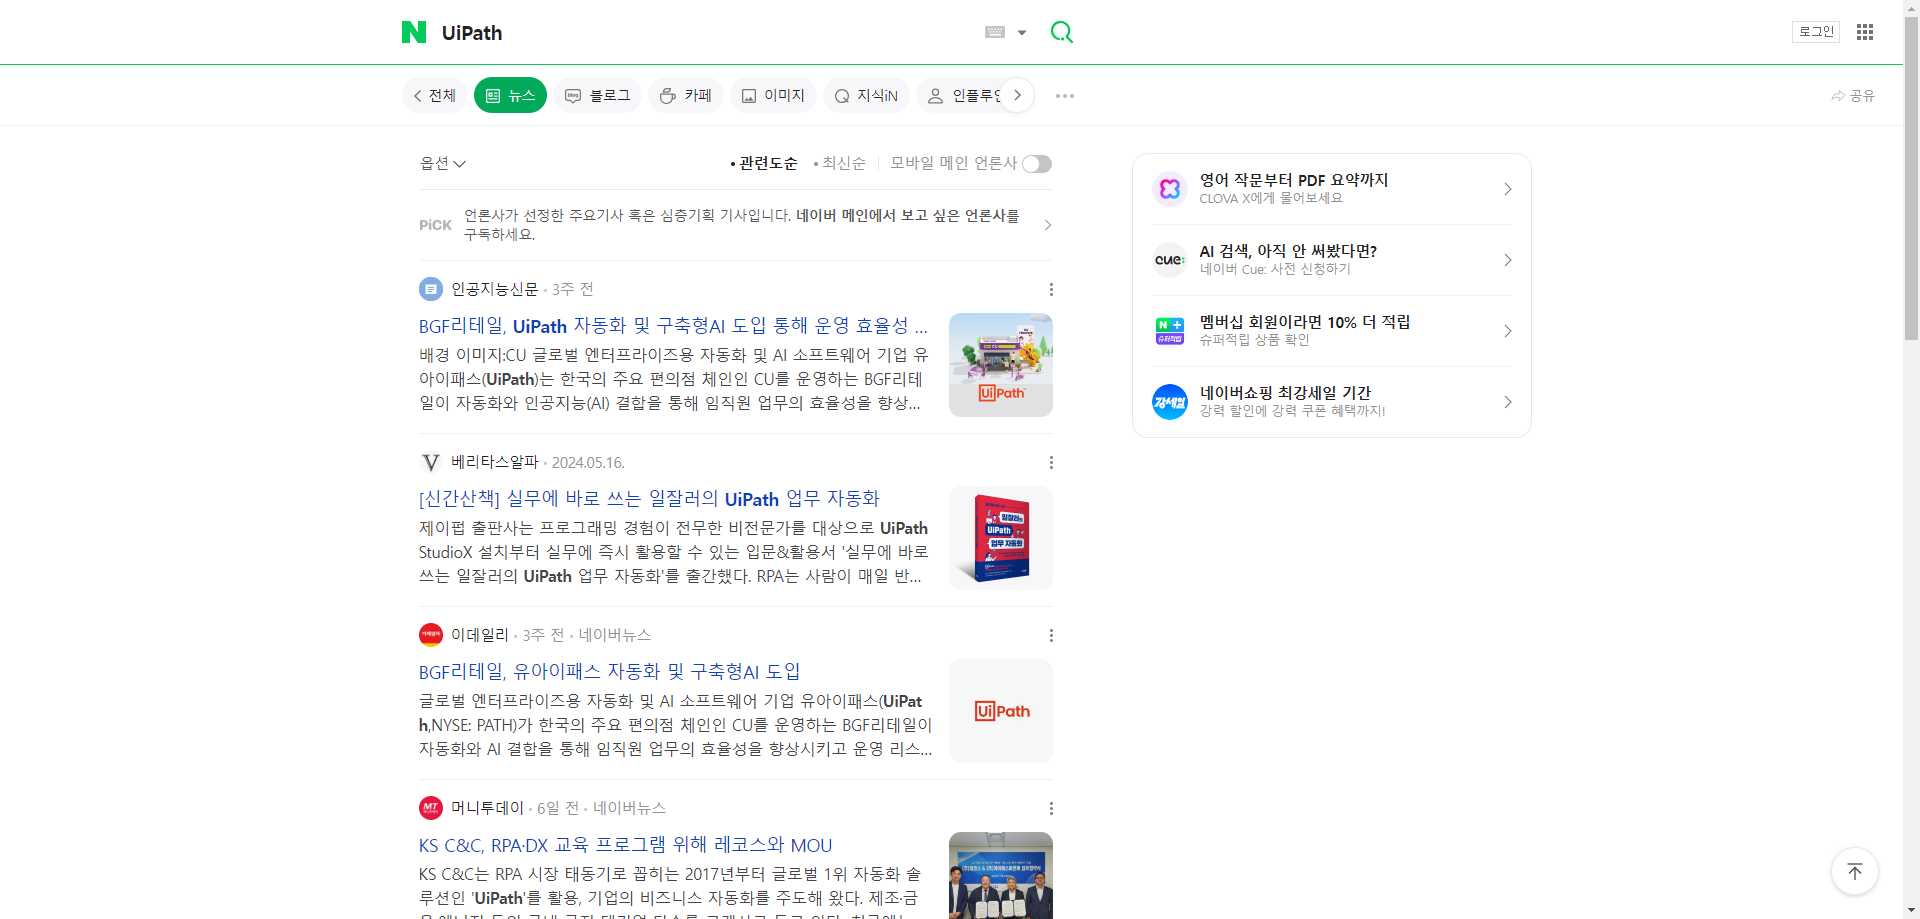 UiPath
로그인
전체
뉴스
블로그
카페
이미지
지식iN
인플루언
공유
옵션
관련도순
최신순
모바일 메인 언론사
PiCK
언론사가 선정한 주요기사 혹은 심층기획 기사입니다. 네이버 메인에서 보고 싶은 언론사를
구독하세요.
인공지능신문 · 3주 전
BGF리테일, UiPath 자동화 및 구축형AI 도입 통해 운영 효율성 ...
배경 이미지:CU 글로벌 엔터프라이즈용 자동화 및 AI 소프트웨어 기업 유
아이패스(UiPath)는 한국의 주요 편의점 체인인 CU를 운영하는 BGF리테
일이 자동화와 인공지능(AI) 결합을 통해 임직원 업무의 효율성을 향상...
UiPath
베리타스알파 · 2024.05.16.
[신간산책] 실무에 바로 쓰는 일잘러의 UiPath 업무 자동화
제이펍 출판사는 프로그래밍 경험이 전무한 비전문가를 대상으로 UiPath
StudioX 설치부터 실무에 즉시 활용할 수 있는 입문&활용서 '실무에 바로
쓰는 일잘러의 UiPath 업무 자동화'를 출간했다. RPA는 사람이 매일 반...
일잘러의
UiPath
업무 자동화
이데일리 · 3주 전 · 네이버뉴스
BGF리테일, 유아이패스 자동화 및 구축형AI 도입
글로벌 엔터프라이즈용 자동화 및 AI 소프트웨어 기업 유아이패스(UiPat
h,NYSE: PATH)가 한국의 주요 편의점 체인인 CU를 운영하는 BGF리테일이
자동화와 AI 결합을 통해 임직원 업무의 효율성을 향상시키고 운영 리스...
UiPath
MT
머니투데이 · 6일 전 · 네이버뉴스
KS C&C, RPA·DX 교육 프로그램 위해 레코스와 MOU
KS C&C는 RPA 시장 태동기로 꼽히는 2017년부터 글로벌 1위 자동화 솔
루션인 'UiPath'를 활용, 기업의 비즈니스 자동화를 주도해 왔다. 제조·금
영어 작문부터 PDF 요약까지
CLOVA X에게 물어보세요
cue:
AI 검색, 아직 안 써봤다면?
네이버 Cue: 사전 신청하기
N +
슈퍼적립
멤버십 회원이라면 10% 더 적립
슈퍼적립 상품 확인
강세일
네이버쇼핑 최강세일 기간
강력 할인에 강력 쿠폰 혜택까지!